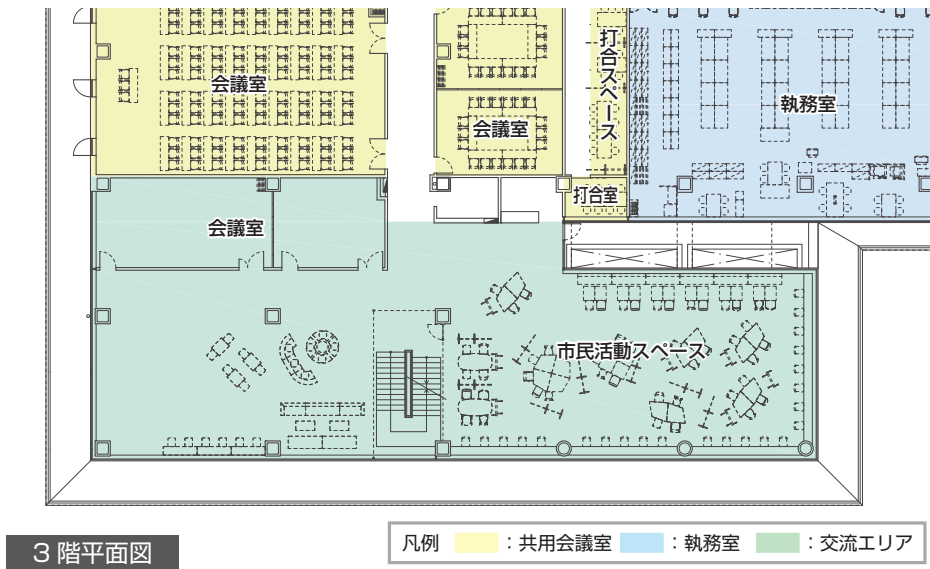 会議室
会議室
打合スペース
執務室
打合室
会議室
市民活動スペース
3階平面図
凡例 ：共用会議室 ：執務室 ：交流エリア